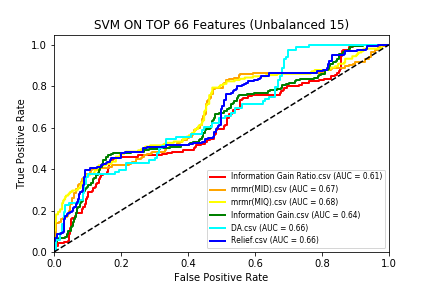 SVM ON TOP 66 Features (Unbalanced 15)
True Positive Rate
1.0
0.8
0.6
0.4
0.2
0.0
Information Gain Ratio.csv (AUC = 0.61)
mrmr(MID).csv (AUC = 0.67)
mrmr(MIQ).csv (AUC = 0.68)
Information Gain.csv (AUC = 0.64)
DA.csv (AUC = 0.66)
Relief.csv (AUC = 0.66)
0.0 0.2 0.4 0.6 0.8 1.0
False Positive Rate